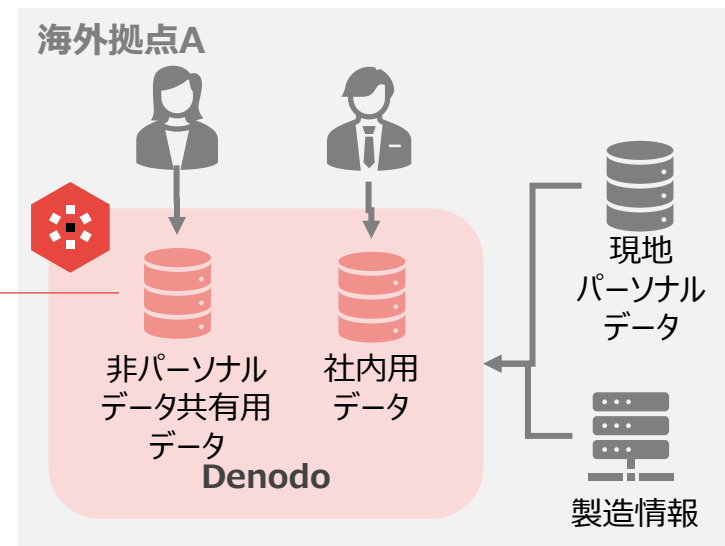 海外拠点A
非パーソナル
データ共有用
データ
社内用
データ
Denodo
現地
パーソナル
データ
製造情報